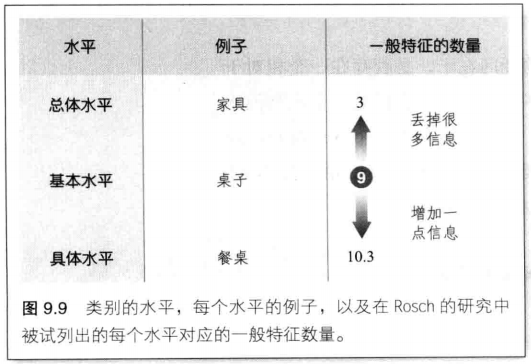 水平 例子 一般特征的数量
总体水平 家具 3
丢掉很
多信息
基本水平 桌子 9
增加一
点信息
具体水平 餐桌 10.3
图 9.9 类别的水平，每个水平的例子，以及在 Rosch 的研究中
被试列出的每个水平对应的一般特征数量。